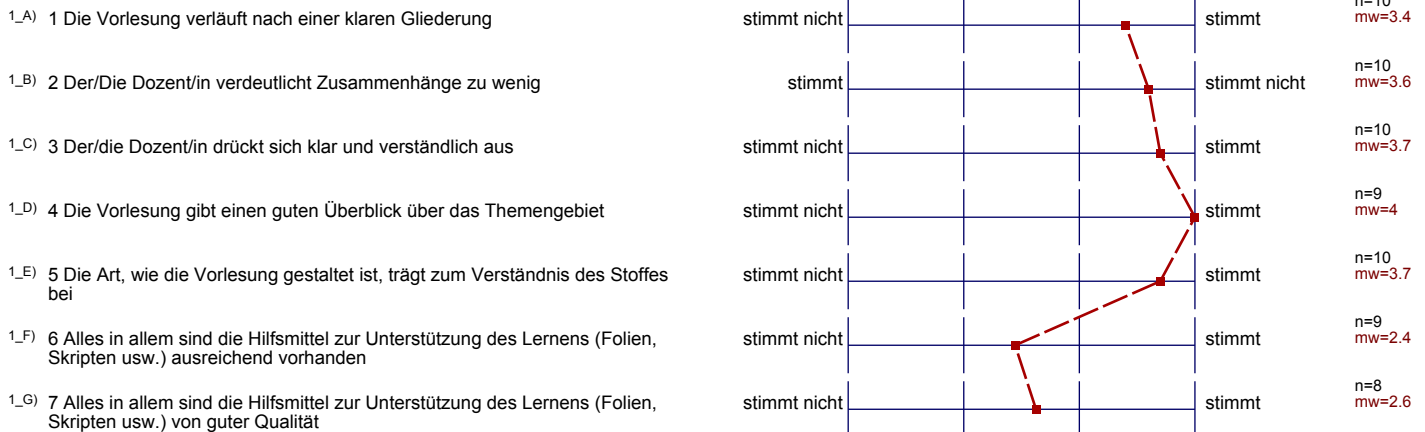 n=10
1_A) 1 Die Vorlesung verläuft nach einer klaren Gliederung stimmt nicht stimmt mw=3.4
n=10
1_B) 2 Der/Die Dozent/in verdeutlicht Zusammenhänge zu wenig stimmt stimmt nicht mw=3.6
n=10
1_C) 3 Der/die Dozent/in drückt sich klar und verständlich aus stimmt nicht stimmt mw=3.7
n=9
1_D) 4 Die Vorlesung gibt einen guten Überblick über das Themengebiet stimmt nicht stimmt mw=4
n=10
1_E) 5 Die Art, wie die Vorlesung gestaltet ist, trägt zum Verständnis des Stoffes stimmt nicht stimmt mw=3.7
bei
n=9
1_F) 6 Alles in allem sind die Hilfsmittel zur Unterstützung des Lernens (Folien, stimmt nicht stimmt mw=2.4
Skripten usw.) ausreichend vorhanden
n=8
1_G) 7 Alles in allem sind die Hilfsmittel zur Unterstützung des Lernens (Folien, stimmt nicht stimmt mw=2.6
Skripten usw.) von guter Qualität